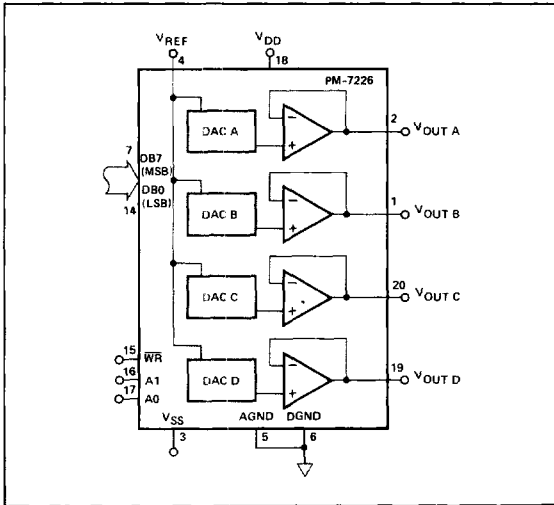 VREF
4
VDD
18
PM-7226
DAC A
−
+
2
VOUT A
7
DB7
(MSB)
DB0
(LSB)
14
DAC B
−
+
1
VOUT B
DAC C
−
+
20
VOUT C
15
WR
16
A1
17
A0
DAC D
−
+
19
VOUT D
VSS
3
AGND
5
DGND
6